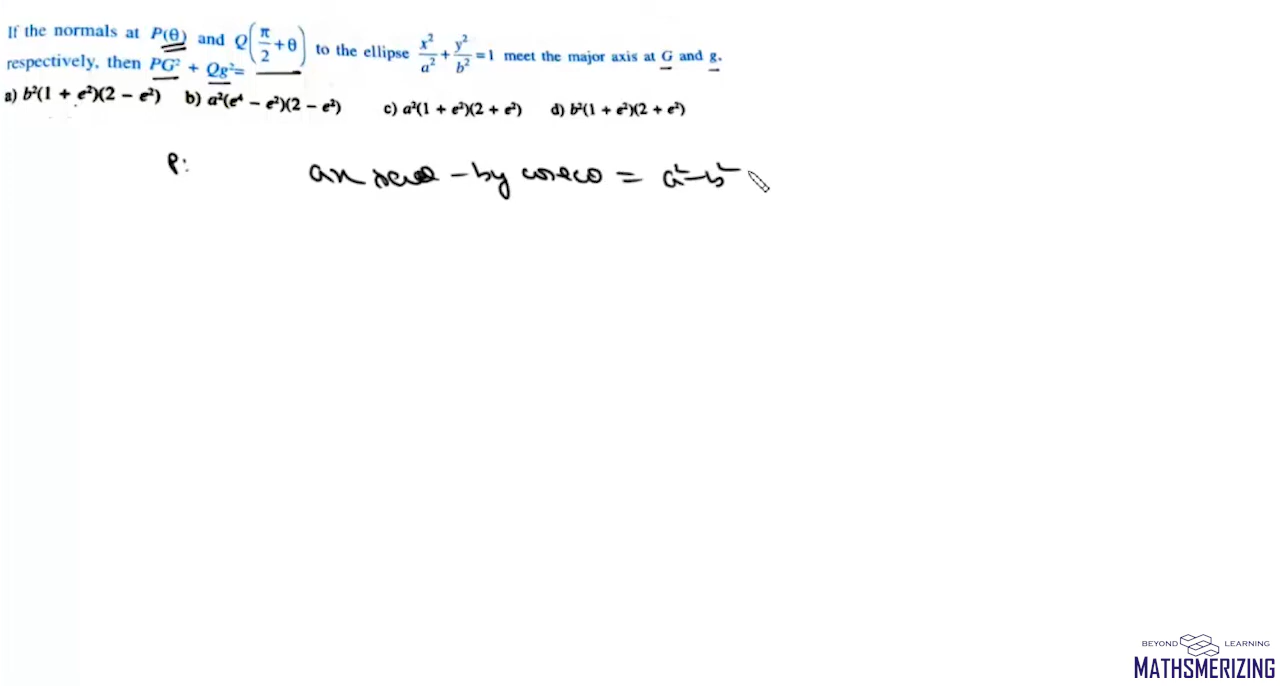 If the normals at P(θ) and Q(π/2 + θ) to the ellipse x²/a² + y²/b² = 1 meet the major axis at G and g.
respectively, then PG² + Qg² = ____
a) b²(1 + e²)(2 − e²) b) a²(e⁴ − e²)(2 − e²) c) a²(1 + e²)(2 + e²) d) b²(1 + e²)(2 + e²)
P: ax secθ − by cosecθ = a² − b²
BEYOND LEARNING
MATHSMERIZING